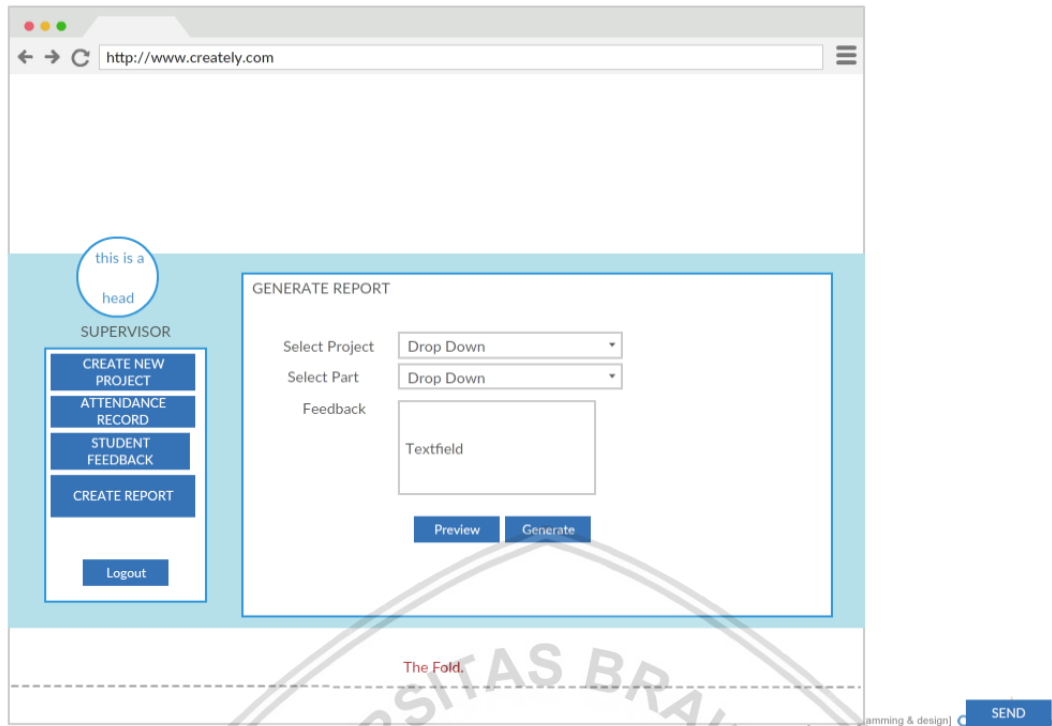 http://www.creately.com
this is a
head
SUPERVISOR
CREATE NEW
PROJECT
ATTENDANCE
RECORD
STUDENT
FEEDBACK
CREATE REPORT
Logout
GENERATE REPORT
Select Project
Drop Down
Select Part
Drop Down
Feedback
Textfield
Preview
Generate
The Fold.
SITAS BRA
amming & design]
SEND